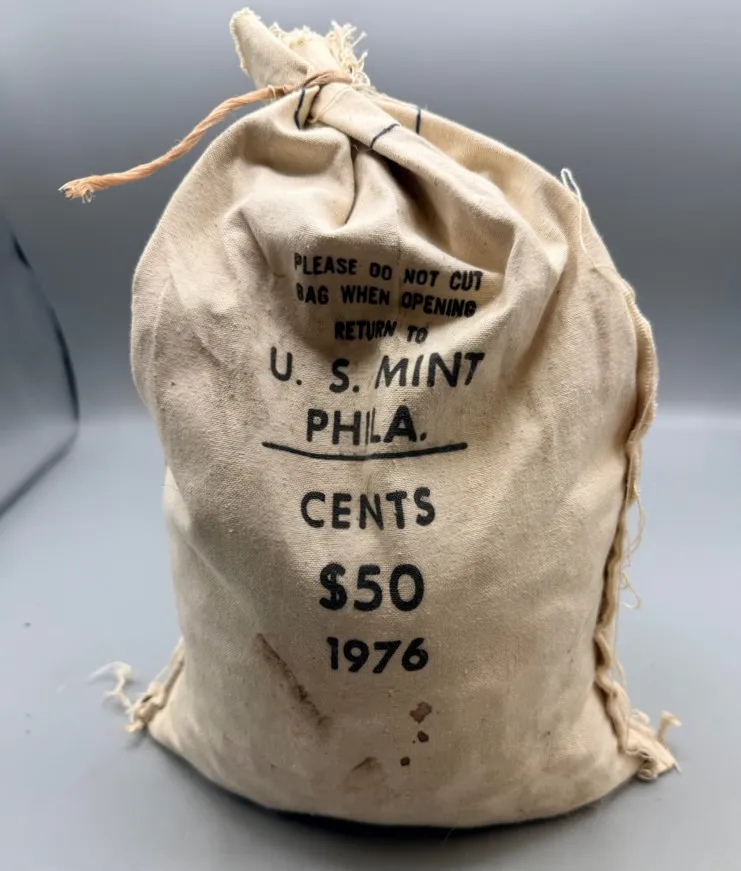 PLEASE DO NOT CUT
BAG WHEN OPENING
RETURN TO
U. S. MINT
PHILA.
CENTS
$50
1976